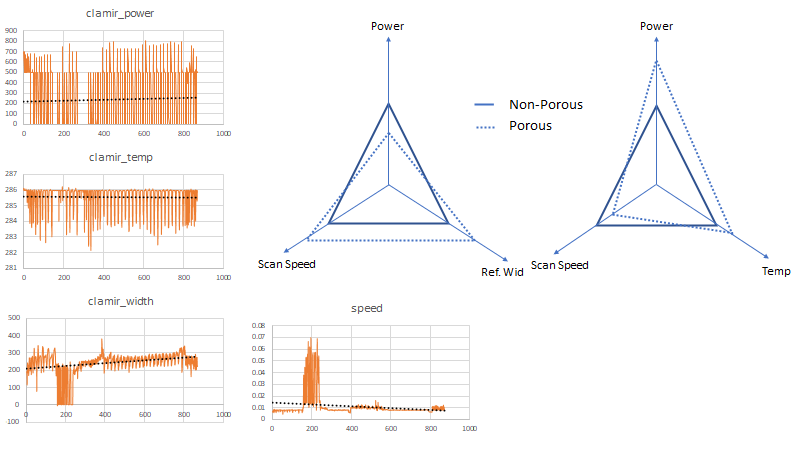 clamir_power
900
800
700
600
500
400
300
200
100
0
0 200 400 600 800 1000
clamir_temp
287
286
285
284
283
282
281
0 200 400 600 800 1000
clamir_width
500
400
300
200
100
0
100
0 200 400 600 800 1000
speed
0.08
0.07
0.06
0.05
0.04
0.03
0.02
0.01
0
0 200 400 600 800 1000
Power
Scan Speed
Ref. Wid
Non-Porous
Porous
Power
Scan Speed
Temp